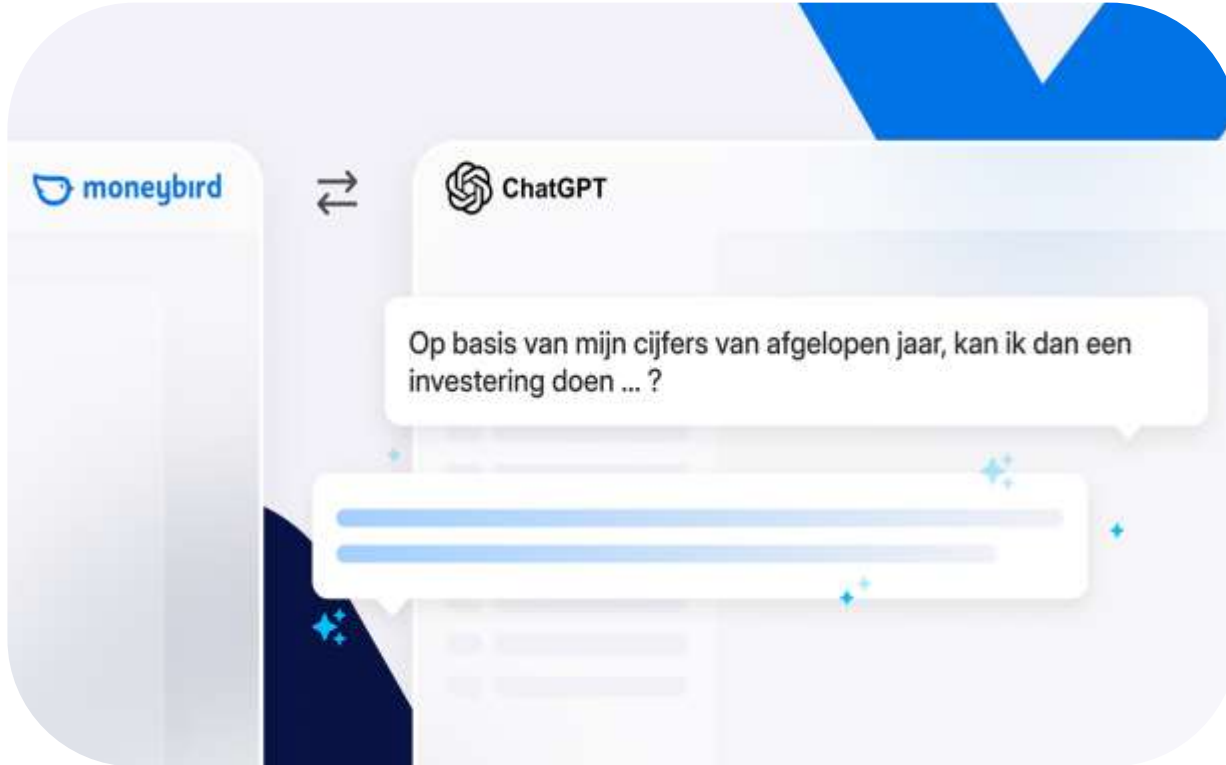 moneybird
ChatGPT
Op basis van mijn cijfers van afgelopen jaar, kan ik dan een
investering doen ... ?